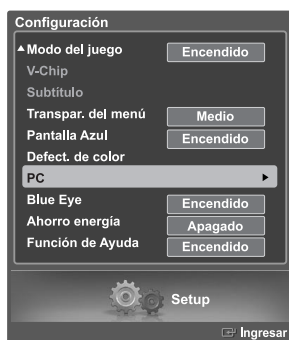 Configuración
Modo del juego Encendido
V-Chip
Subtítulo
Transpar. del menú Medio
Pantalla Azul Encendido
Defect. de color
PC
Blue Eye Encendido
Ahorro energía Apagado
Función de Ayuda Encendido
Setup
Ingresar